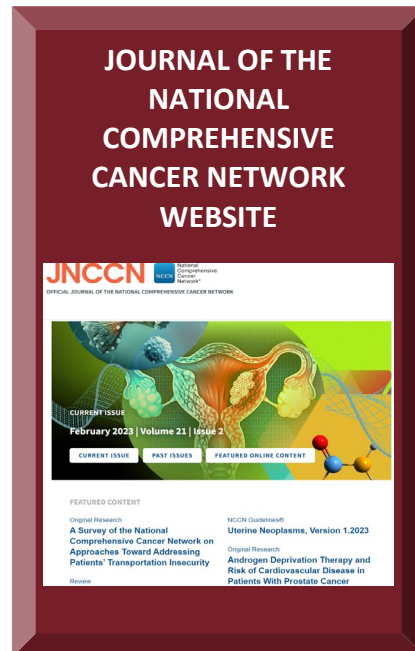 JOURNAL OF THE
NATIONAL
COMPREHENSIVE
CANCER NETWORK
WEBSITE
JNCCN
NCCN
National
Comprehensive
Cancer
Network®
OFFICIAL JOURNAL OF THE NATIONAL COMPREHENSIVE CANCER NETWORK
CURRENT ISSUE
February 2023 | Volume 21 | Issue 2
CURRENT ISSUE
PAST ISSUES
FEATURED ONLINE CONTENT
FEATURED CONTENT
Original Research
A Survey of the National
Comprehensive Cancer Network on
Approaches Toward Addressing
Patients' Transportation Insecurity
Review
NCCN Guidelines®
Uterine Neoplasms, Version 1.2023
Original Research
Androgen Deprivation Therapy and
Risk of Cardiovascular Disease in
Patients With Prostate Cancer